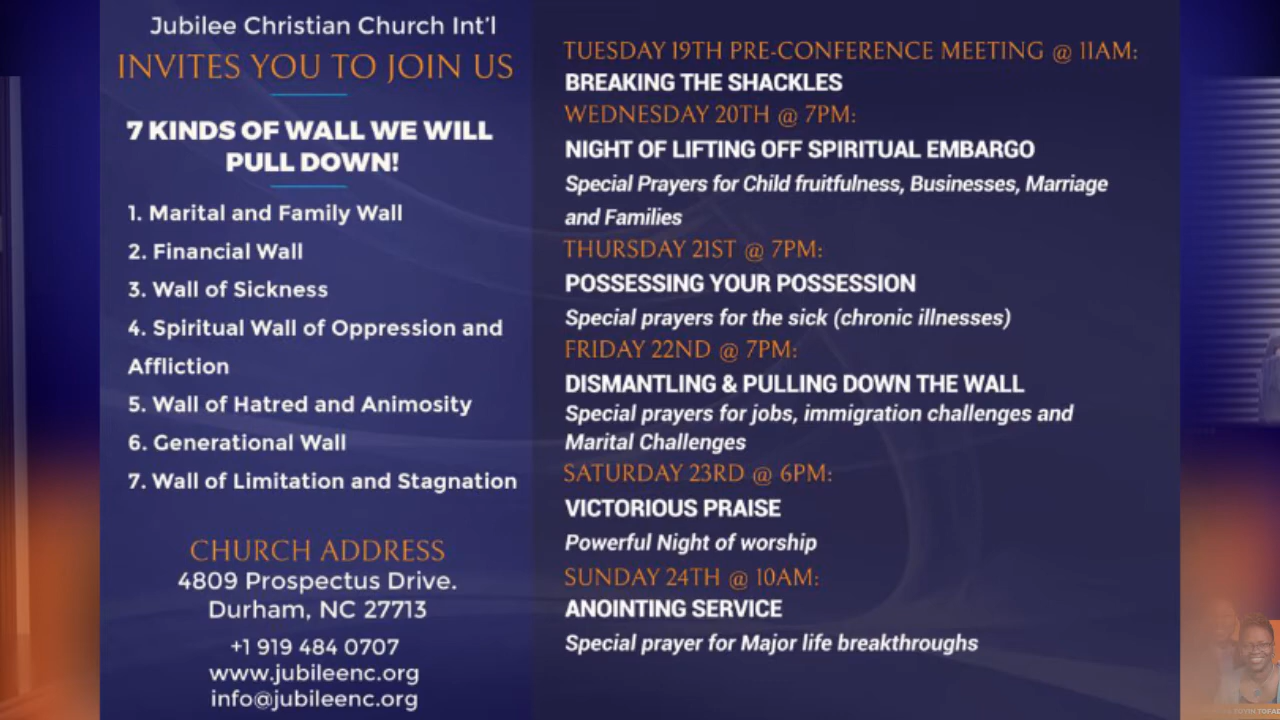 Jubilee Christian Church Int'l
INVITES YOU TO JOIN US
7 KINDS OF WALL WE WILL
PULL DOWN!
1. Marital and Family Wall
2. Financial Wall
3. Wall of Sickness
4. Spiritual Wall of Oppression and
Affliction
5. Wall of Hatred and Animosity
6. Generational Wall
7. Wall of Limitation and Stagnation
CHURCH ADDRESS
4809 Prospectus Drive.
Durham, NC 27713
+1 919 484 0707
www.jubileenc.org
info@jubileenc.org
TUESDAY 19TH PRE-CONFERENCE MEETING @ 11AM:
BREAKING THE SHACKLES
WEDNESDAY 20TH @ 7PM:
NIGHT OF LIFTING OFF SPIRITUAL EMBARGO
Special Prayers for Child fruitfulness, Businesses, Marriage
and Families
THURSDAY 21ST @ 7PM:
POSSESSING YOUR POSSESSION
Special prayers for the sick (chronic illnesses)
FRIDAY 22ND @ 7PM:
DISMANTLING & PULLING DOWN THE WALL
Special prayers for jobs, immigration challenges and
Marital Challenges
SATURDAY 23RD @ 6PM:
VICTORIOUS PRAISE
Powerful Night of worship
SUNDAY 24TH @ 10AM:
ANOINTING SERVICE
Special prayer for Major life breakthroughs